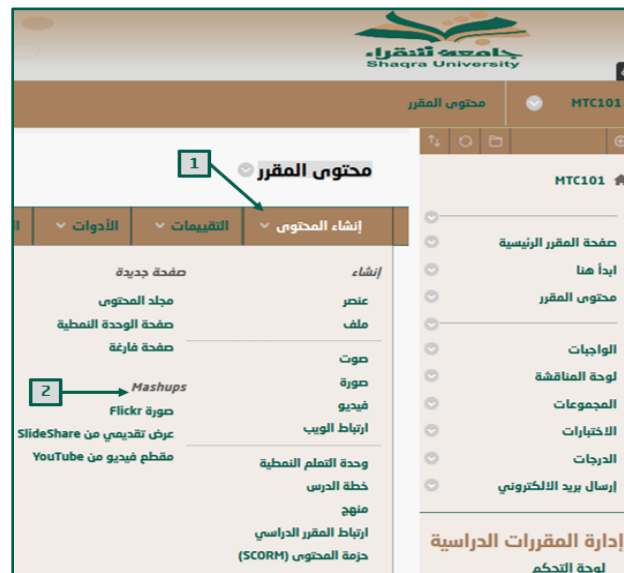 جامعة شقراء
Shaqra University
MTC101
محتوى المقرر
MTC101
صفحة المقرر الرئيسية
ابدأ هنا
محتوى المقرر
الواجبات
لوحة المناقشة
المجموعات
الاختبارات
الدرجات
إرسال بريد الالكتروني
إدارة المقررات الدراسية
لوحة التحكم
محتوى المقرر
1
إنشاء المحتوى
التقييمات
الأدوات
إنشاء
عنصر
ملف
صوت
صورة
فيديو
ارتباط الويب
وحدة التعلم النمطية
خطة الدرس
منهج
ارتباط المقرر الدراسي
حزمة المحتوى (SCORM)
صفحة جديدة
مجلد المحتوى
صفحة الوحدة النمطية
صفحة فارغة
2
Mashups
صورة Flickr
عرض تقديمي من SlideShare
مقطع فيديو من YouTube